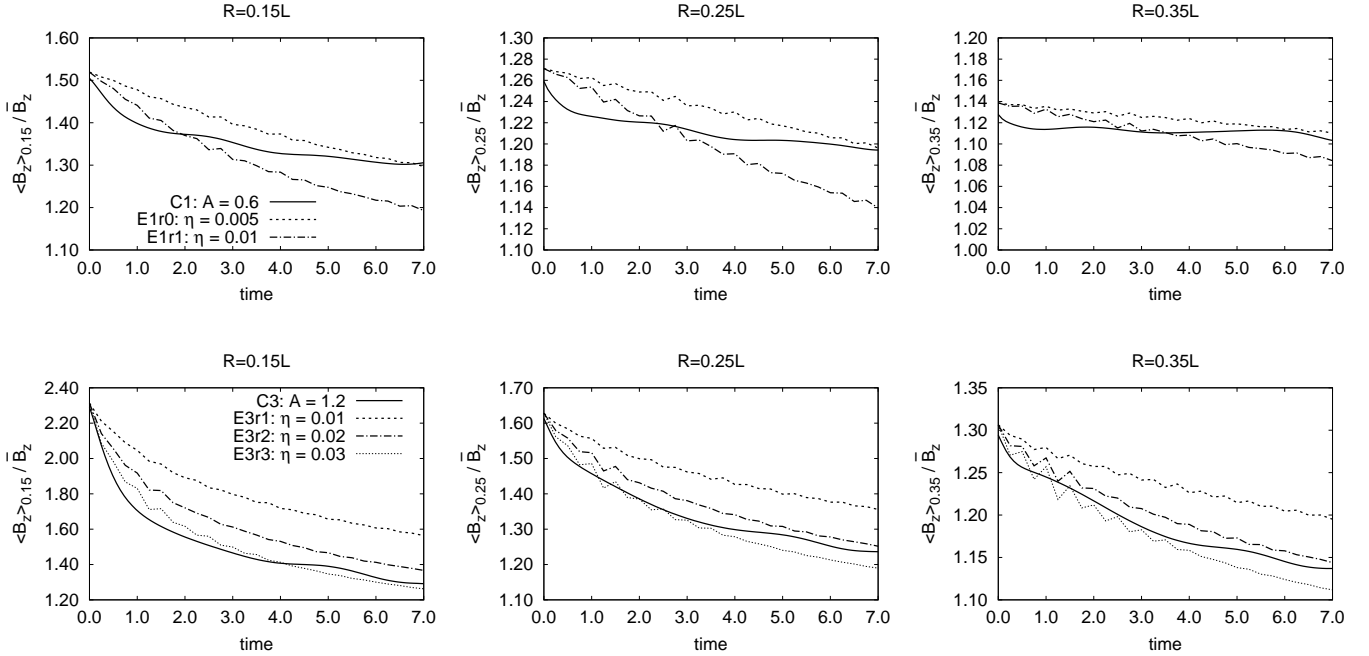 R=0.15L
R=0.25L
R=0.35L
<B_z>_0.15 / B̄_z
1.60
1.50
1.40
1.30
1.20
1.10
C1: A = 0.6
E1r0: η = 0.005
E1r1: η = 0.01
0.0 1.0 2.0 3.0 4.0 5.0 6.0 7.0
time
<B_z>_0.25 / B̄_z
1.30
1.28
1.26
1.24
1.22
1.20
1.18
1.16
1.14
1.12
1.10
0.0 1.0 2.0 3.0 4.0 5.0 6.0 7.0
time
<B_z>_0.35 / B̄_z
1.20
1.18
1.16
1.14
1.12
1.10
1.08
1.06
1.04
1.02
1.00
0.0 1.0 2.0 3.0 4.0 5.0 6.0 7.0
time
R=0.15L
R=0.25L
R=0.35L
<B_z>_0.15 / B̄_z
2.40
2.20
2.00
1.80
1.60
1.40
1.20
C3: A = 1.2
E3r1: η = 0.01
E3r2: η = 0.02
E3r3: η = 0.03
0.0 1.0 2.0 3.0 4.0 5.0 6.0 7.0
time
<B_z>_0.25 / B̄_z
1.70
1.60
1.50
1.40
1.30
1.20
1.10
0.0 1.0 2.0 3.0 4.0 5.0 6.0 7.0
time
<B_z>_0.35 / B̄_z
1.35
1.30
1.25
1.20
1.15
1.10
0.0 1.0 2.0 3.0 4.0 5.0 6.0 7.0
time